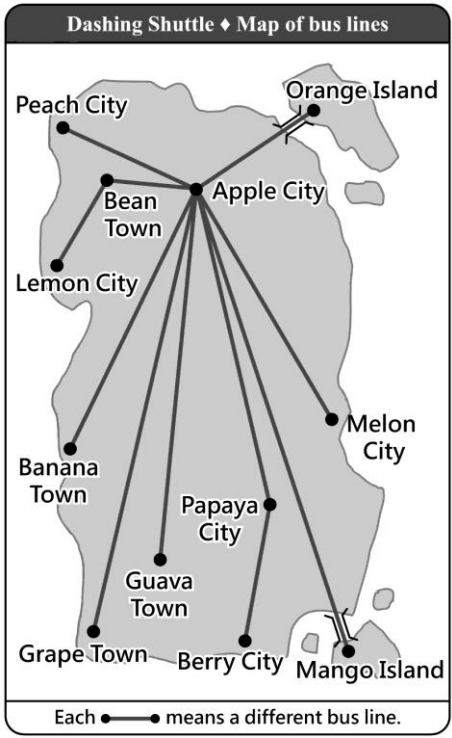 Dashing Shuttle ♦ Map of bus lines
Orange Island
Peach City
Apple City
Bean
Town
Lemon City
Melon
City
Banana
Town
Papaya
City
Guava
Town
Grape Town
Berry City
Mango Island
Each means a different bus line.